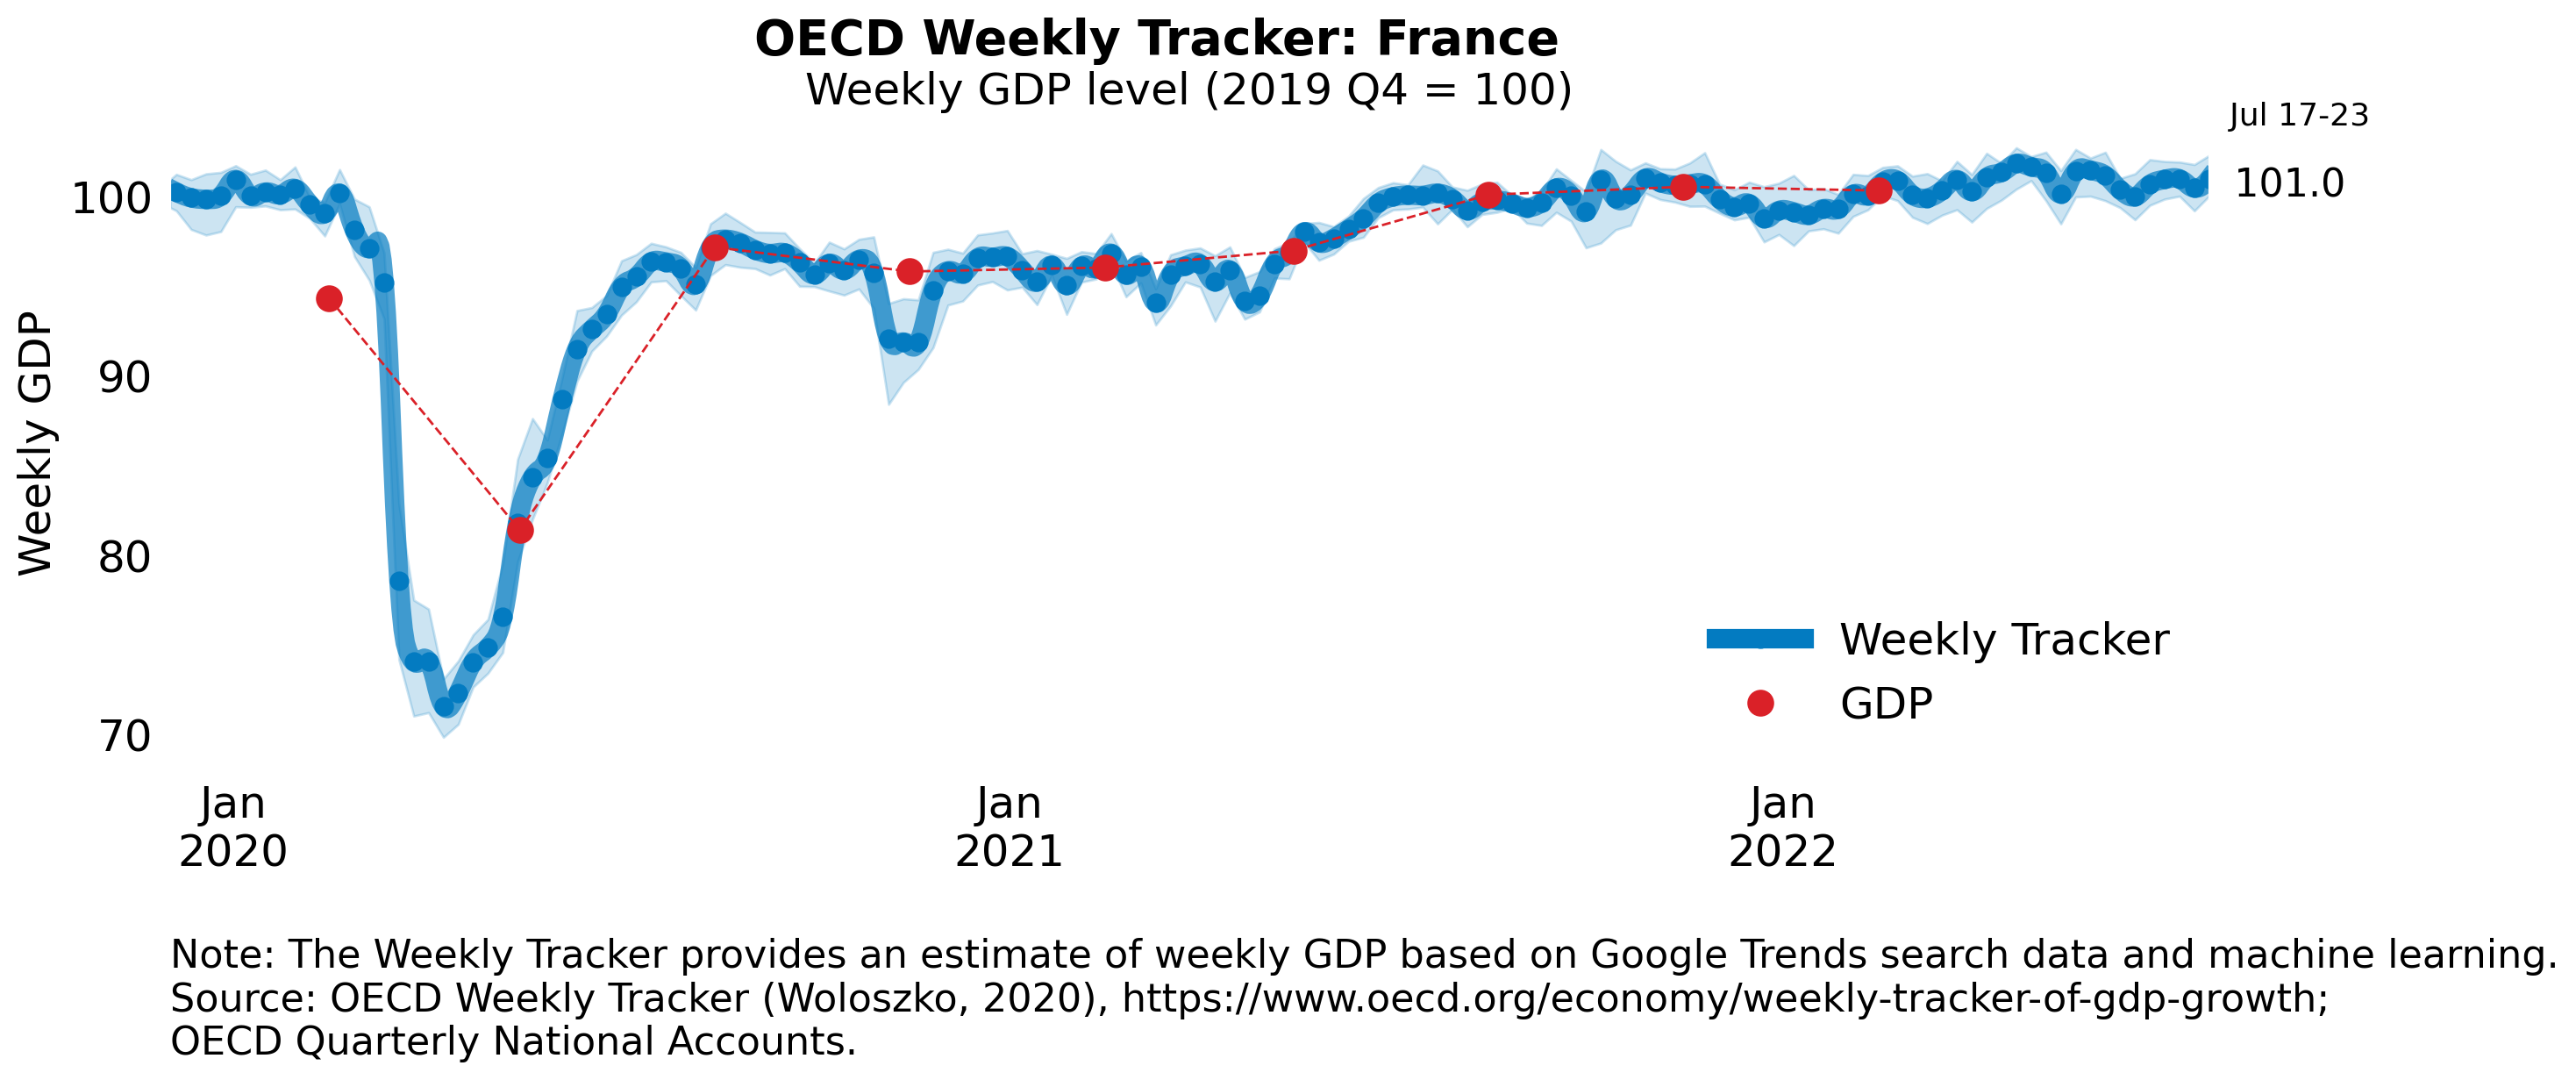 OECD Weekly Tracker: France
Weekly GDP level (2019 Q4 = 100)
Jul 17-23
101.0
100
90
80
70
Weekly GDP
Weekly Tracker
GDP
Jan
2020
Jan
2021
Jan
2022
Note: The Weekly Tracker provides an estimate of weekly GDP based on Google Trends search data and machine learning.
Source: OECD Weekly Tracker (Woloszko, 2020), https://www.oecd.org/economy/weekly-tracker-of-gdp-growth;
OECD Quarterly National Accounts.